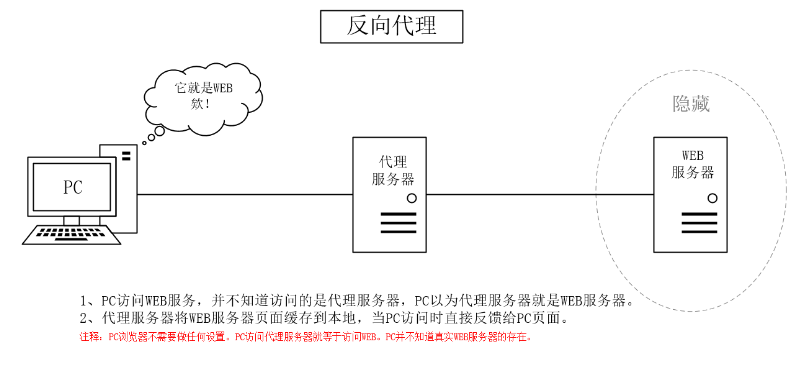 反向代理
它就是WEB
欸!
隐藏
PC
代理
服务器
WEB
服务器
1、PC访问WEB服务，并不知道访问的是代理服务器，PC以为代理服务器就是WEB服务器。
2、代理服务器将WEB服务器页面缓存到本地，当PC访问时直接反馈给PC页面。
注释：PC浏览器不需要做任何设置。PC访问代理服务器就等于访问WEB。PC并不知道真实WEB服务器的存在。